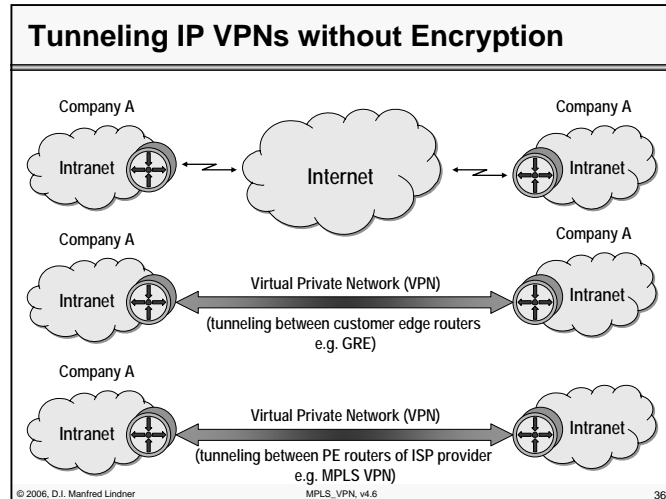 Tunneling IP VPNs without Encryption
Company A
Company A
Intranet
Internet
Intranet
Company A
Company A
Intranet
Virtual Private Network (VPN)
(tunneling between customer edge routers
e.g. GRE)
Intranet
Company A
Intranet
Virtual Private Network (VPN)
(tunneling between PE routers of ISP provider
e.g. MPLS VPN)
Intranet
© 2006, D.I. Manfred Lindner
MPLS_VPN, v4.6
36